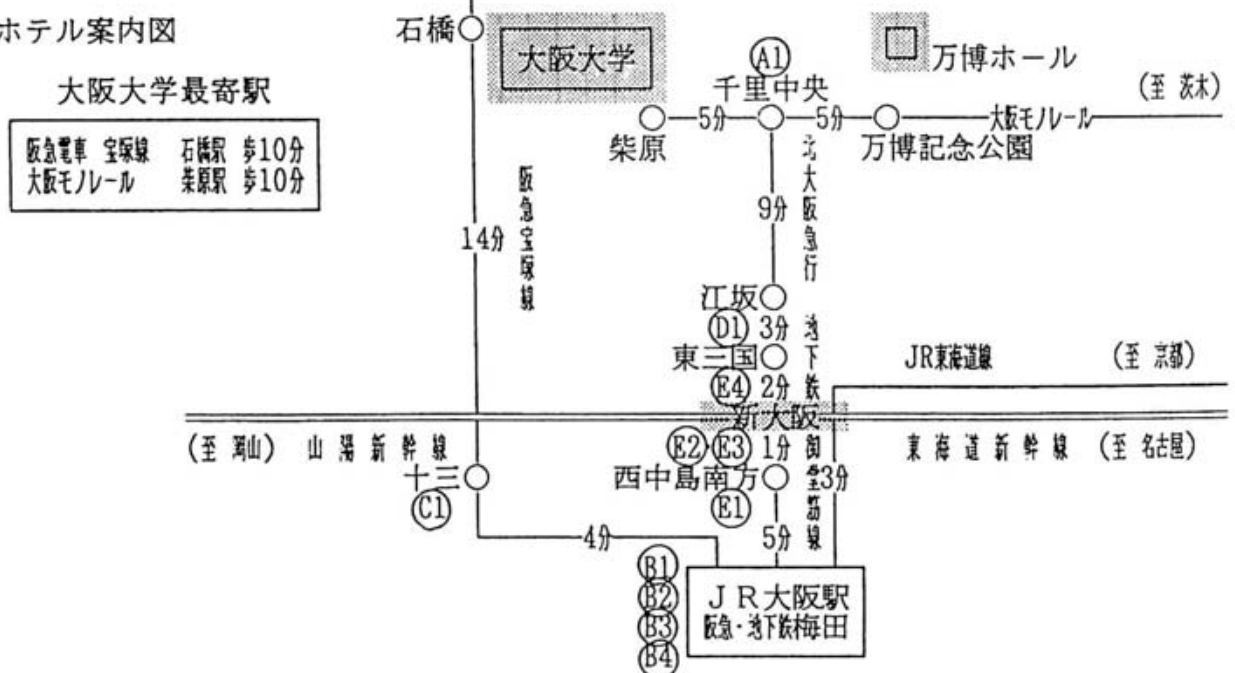 ホテル案内図
石橋
大阪大学
A1
千里中央
万博ホール
(至 茨木)
大阪大学最寄駅
阪急電車 宝塚線 石橋駅 歩10分
大阪モノレール 柴原駅 歩10分
柴原
5分
5分
大阪モノレール
万博記念公園
阪急宝塚線
14分
北大阪急行
9分
江坂
D1
3分
地下鉄御堂筋線
東三国
E4
2分
JR東海道線
(至 京都)
新大阪
(至 岡山)
山陽新幹線
E2・E3
1分
東海道新幹線
(至 名古屋)
十三
C1
西中島南方
3分
E1
4分
5分
B1
B2
B3
B4
JR大阪駅
阪急・地下鉄梅田